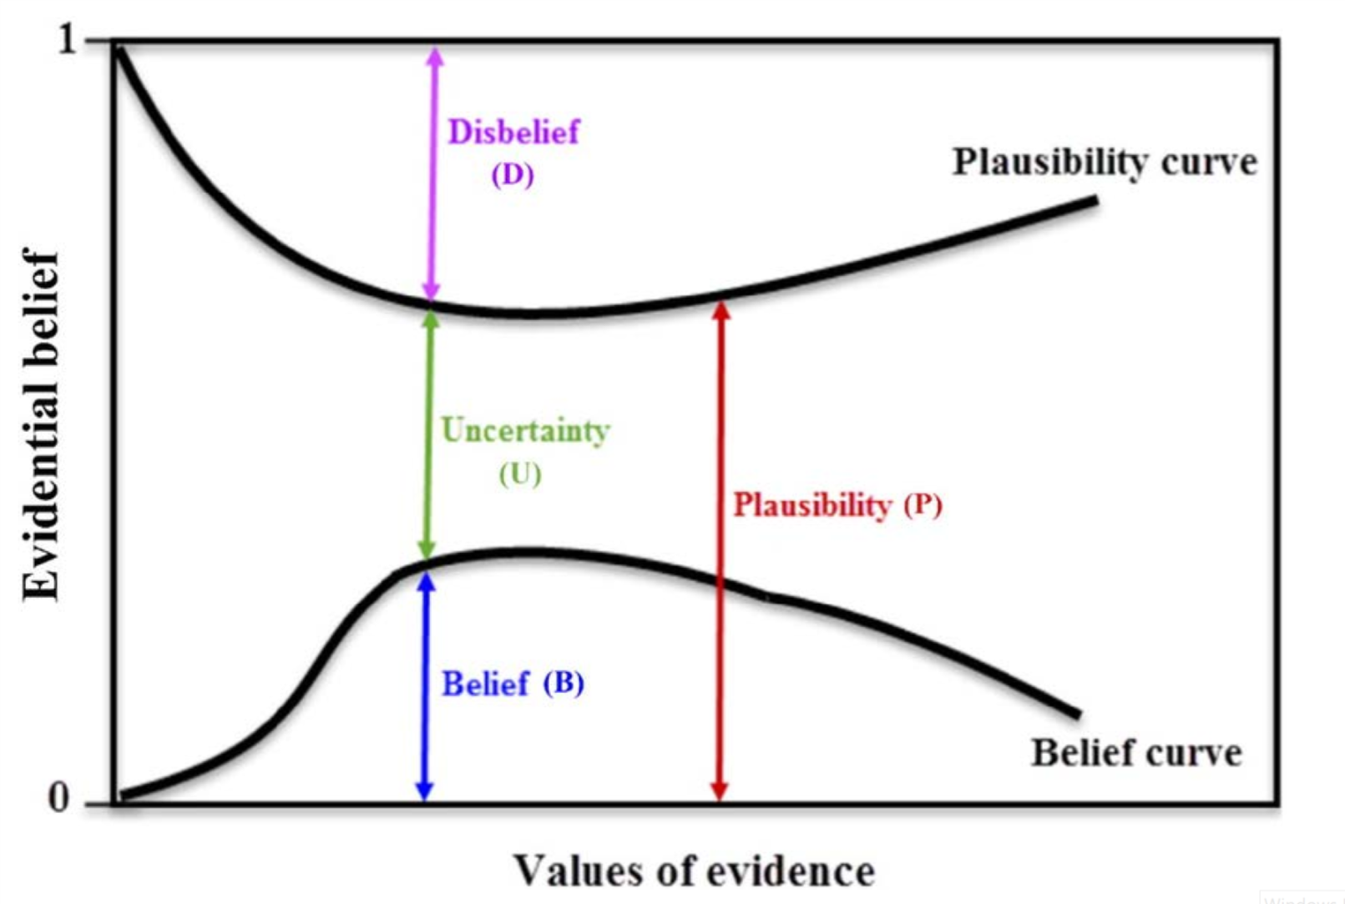 1
Disbelief
(D)
Plausibility curve
Evidential belief
Uncertainty
(U)
Plausibility (P)
Belief (B)
Belief curve
0
Values of evidence